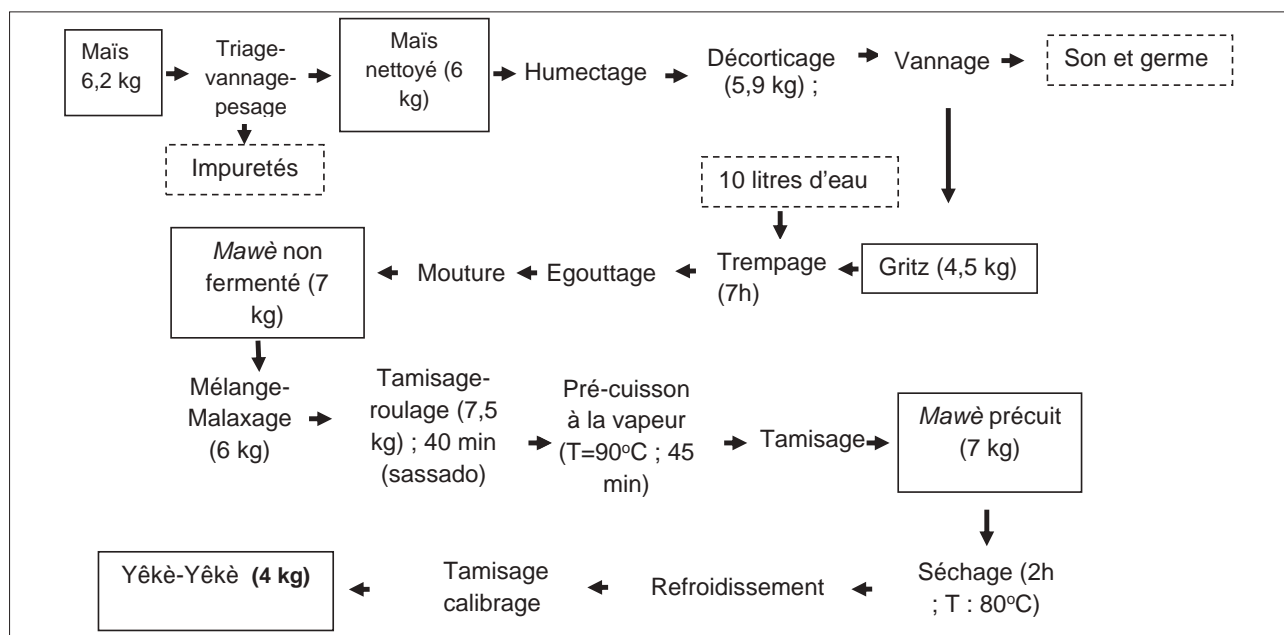 Maïs
6,2 kg
Triage-
vannage-
pesage
Maïs
nettoyé (6
kg)
Humectage
Décorticage
(5,9 kg) ;
Vannage
Son et germe
Impuretés
10 litres d’eau
Mawè non
fermenté (7
kg)
Mouture
Egouttage
Trempage
(7h)
Gritz (4,5 kg)
Mélange-
Malaxage
(6 kg)
Tamisage-
roulage (7,5
kg) ; 40 min
(sassado)
Pré-cuisson
à la vapeur
(T=90°C ; 45
min)
Tamisage
Mawè précuit
(7 kg)
Yêkè-Yêkè (4 kg)
Tamisage
calibrage
Refroidissement
Séchage (2h
; T : 80°C)